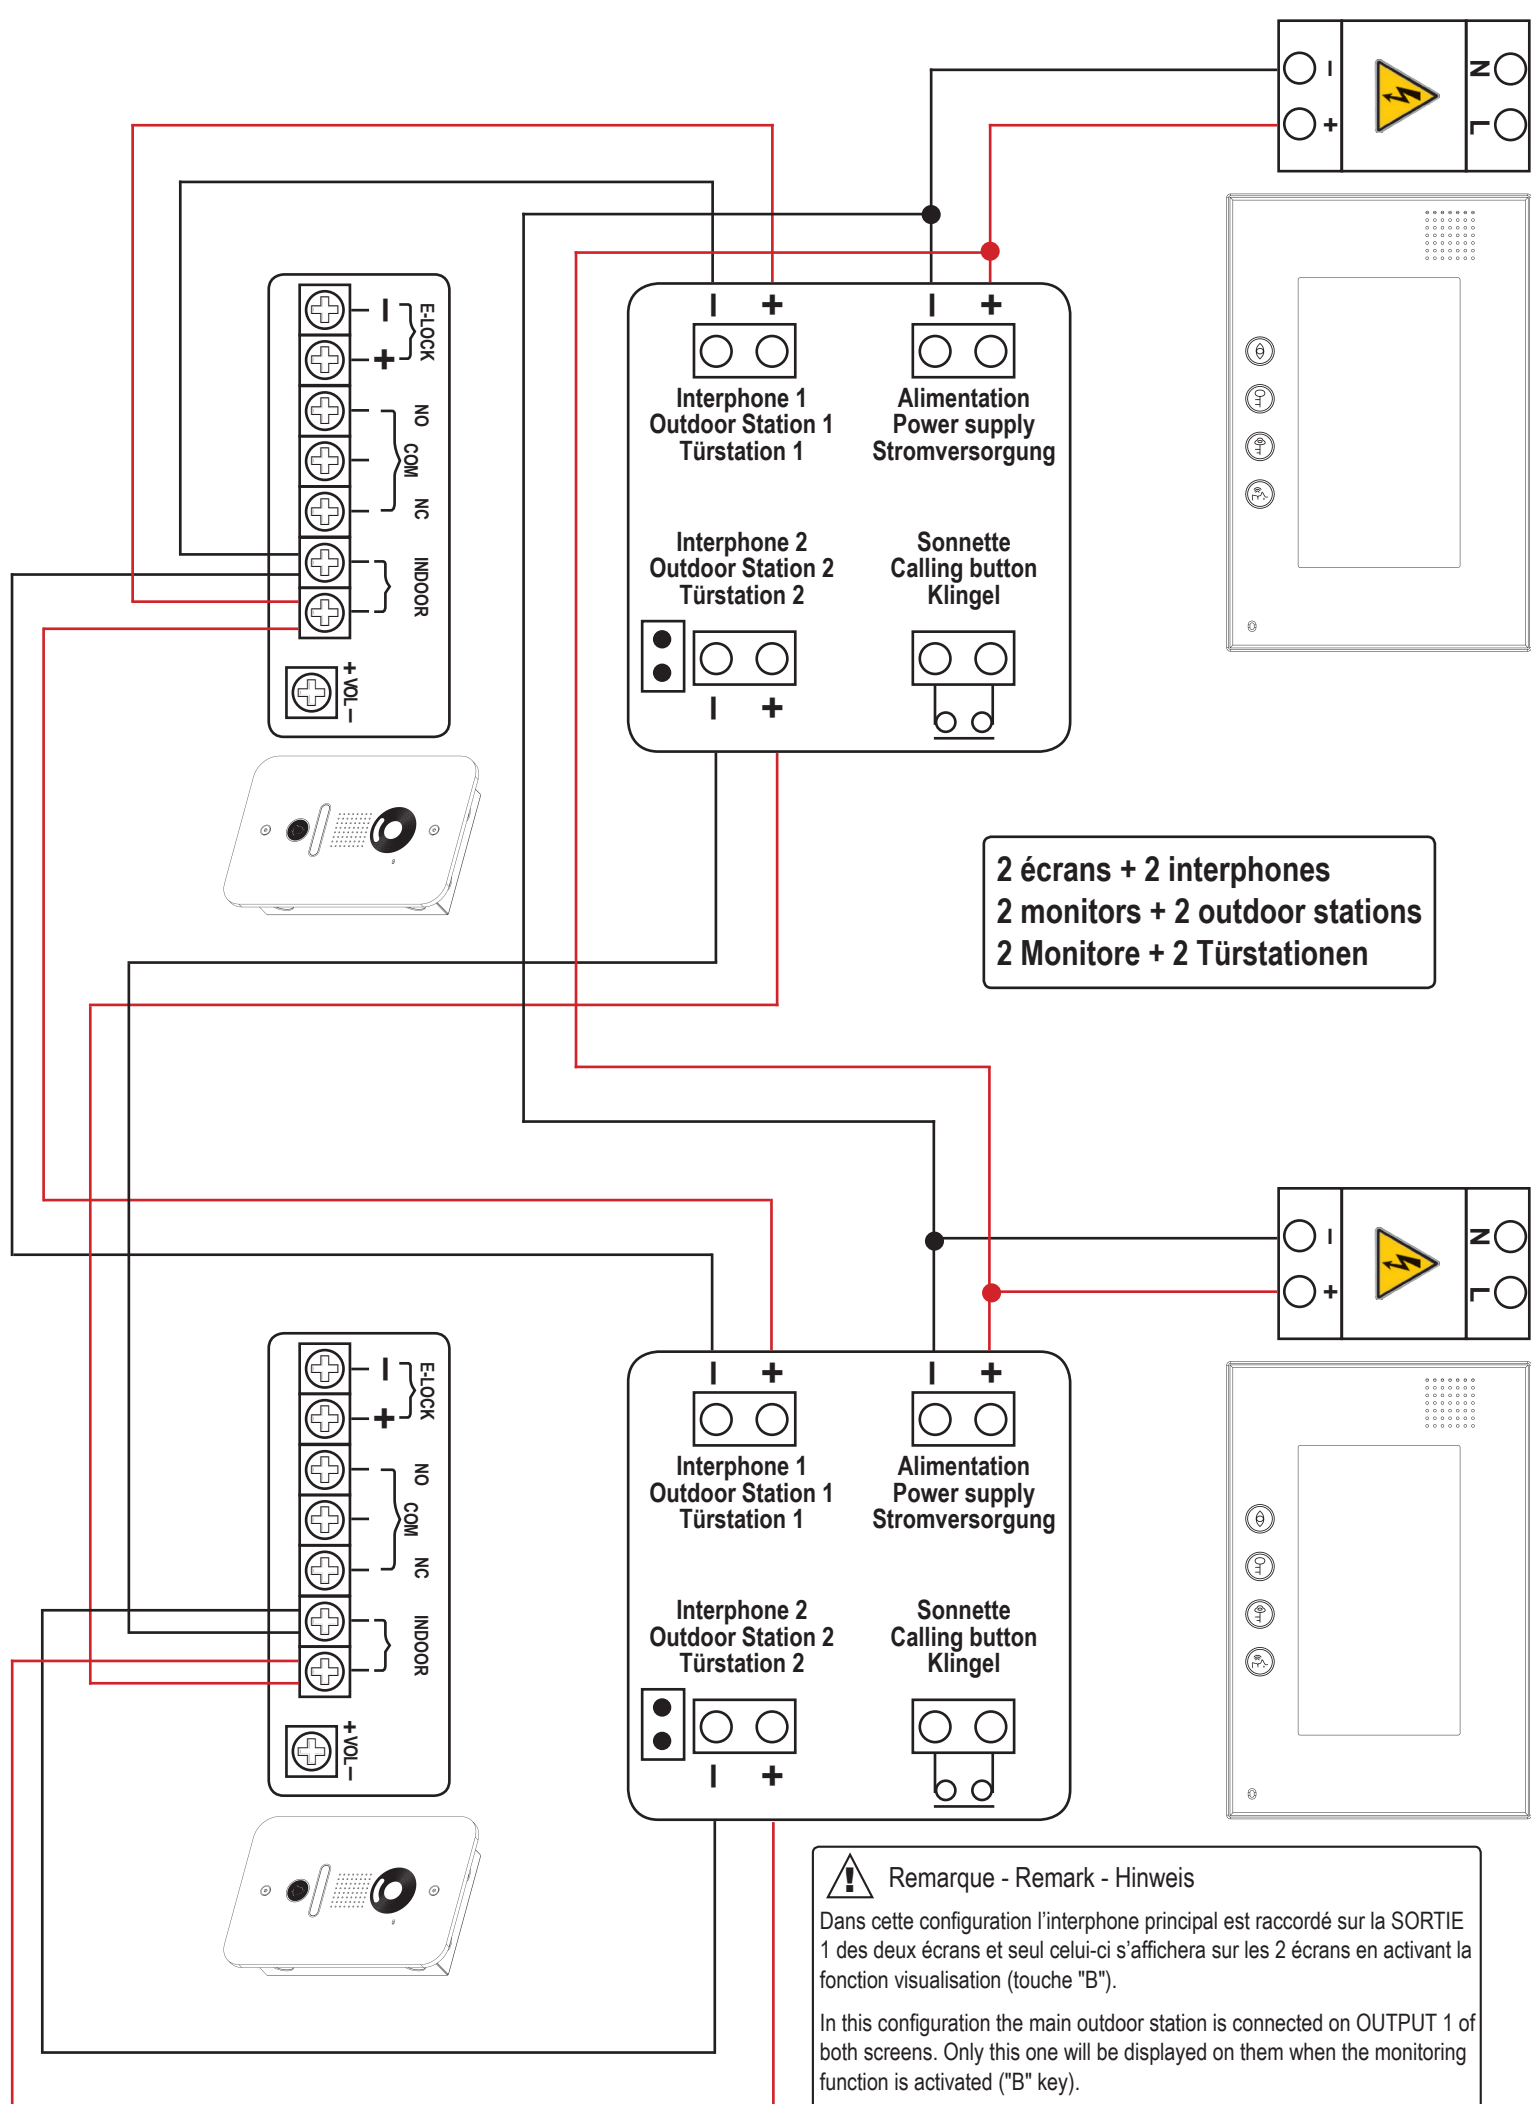 − N
+ L
− + − +
− E-LOCK
+
NO
COM
NC
INDOOR
+ VOL −
Interphone 1
Outdoor Station 1
Türstation 1
Alimentation
Power supply
Stromversorgung
Interphone 2
Outdoor Station 2
Türstation 2
Sonnette
Calling button
Klingel
− +
2 écrans + 2 interphones
2 monitors + 2 outdoor stations
2 Monitore + 2 Türstationen
− N
+ L
− + − +
− E-LOCK
+
NO
COM
NC
INDOOR
+ VOL −
Interphone 1
Outdoor Station 1
Türstation 1
Alimentation
Power supply
Stromversorgung
Interphone 2
Outdoor Station 2
Türstation 2
Sonnette
Calling button
Klingel
− +
Remarque - Remark - Hinweis
Dans cette configuration l’interphone principal est raccordé sur la SORTIE
1 des deux écrans et seul celui-ci s’affichera sur les 2 écrans en activant la
fonction visualisation (touche "B").
In this configuration the main outdoor station is connected on OUTPUT 1 of
both screens. Only this one will be displayed on them when the monitoring
function is activated ("B" key).